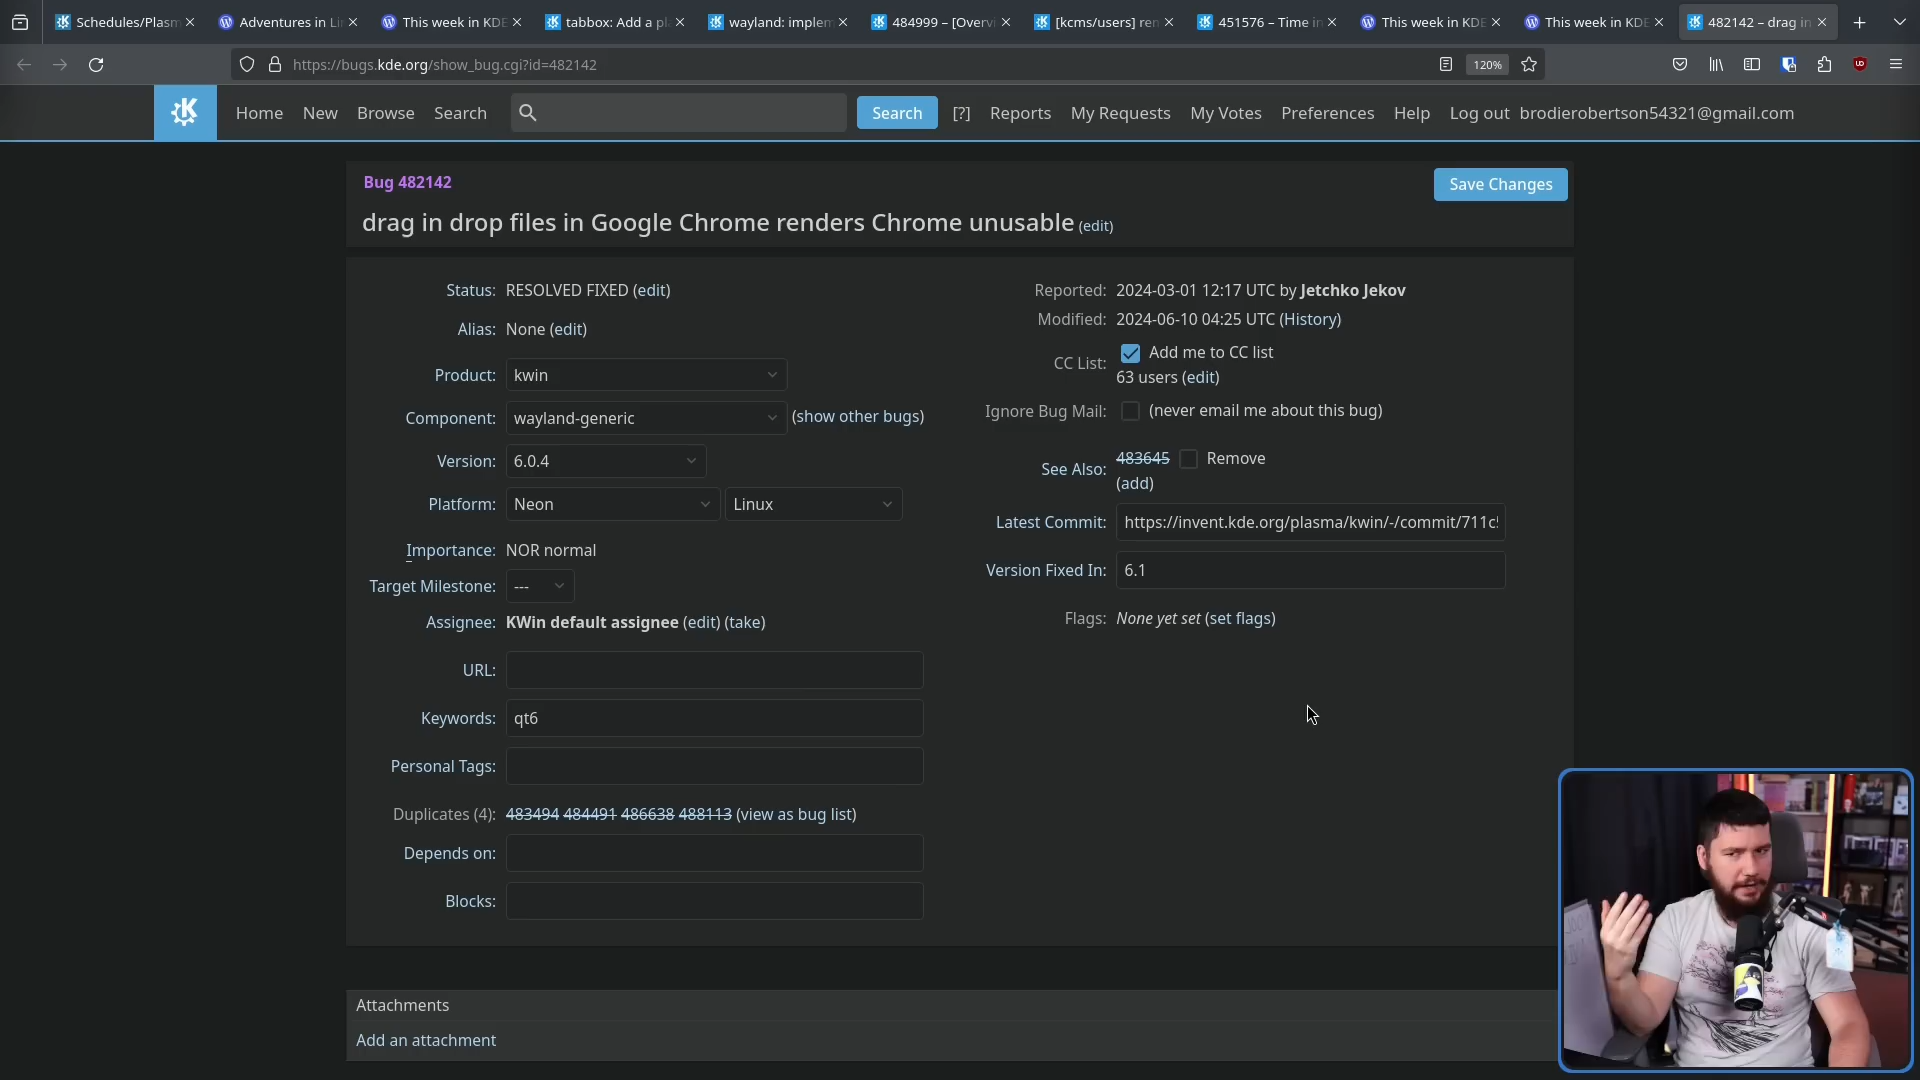 Schedules/Plasm
Adventures in Li
This week in KDE
tabbox: Add a pl
wayland: implem
484999 – [Overvi
[kcms/users] ren
451576 – Time in
This week in KDE
This week in KDE
482142 – drag in
https://bugs.kde.org/show_bug.cgi?id=482142
120%
Home New Browse Search
Search [?] Reports My Requests My Votes Preferences Help Log out brodierobertson54321@gmail.com
Bug 482142
Save Changes
drag in drop files in Google Chrome renders Chrome unusable (edit)
Status: RESOLVED FIXED (edit)
Alias: None (edit)
Product: kwin
Component: wayland-generic (show other bugs)
Version: 6.0.4
Platform: Neon Linux
Importance: NOR normal
Target Milestone: ---
Assignee: KWin default assignee (edit) (take)
URL:
Keywords: qt6
Personal Tags:
Duplicates (4): 483494 484491 486638 488113 (view as bug list)
Depends on:
Blocks:
Reported: 2024-03-01 12:17 UTC by Jetchko Jekov
Modified: 2024-06-10 04:25 UTC (History)
CC List: Add me to CC list
63 users (edit)
Ignore Bug Mail: (never email me about this bug)
See Also: 483645 Remove
(add)
Latest Commit: https://invent.kde.org/plasma/kwin/-/commit/711c
Version Fixed In: 6.1
Flags: None yet set (set flags)
Attachments
Add an attachment